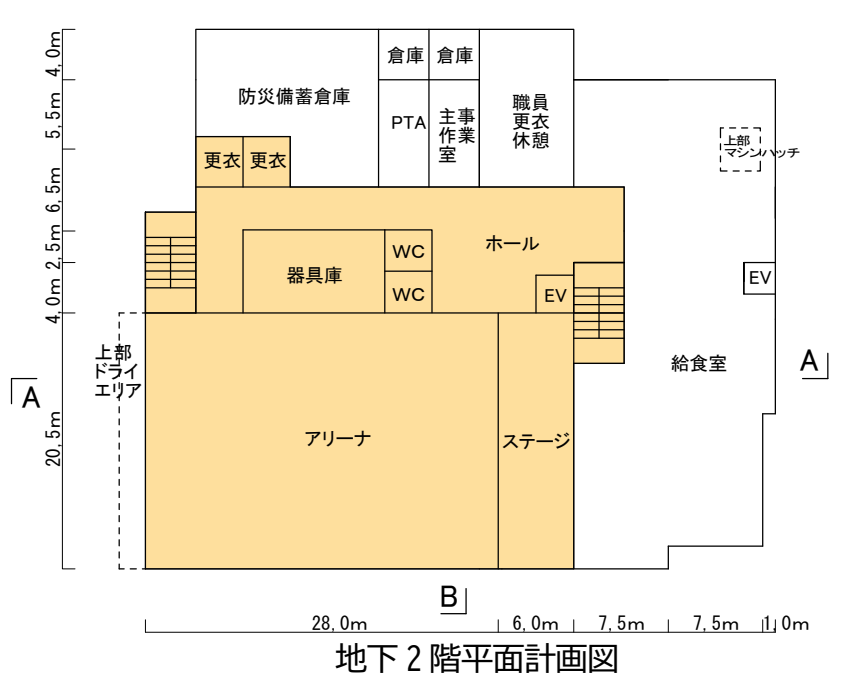 4,0m
5,5m
6,5m
2,5m
4,0m
20,5m
防災備蓄倉庫
倉庫
倉庫
PTA
主事
作業
室
職員
更衣
休憩
上部
マシンハッチ
更衣
更衣
ホール
器具庫
WC
WC
EV
EV
給食室
上部
ドライ
エリア
A
A
アリーナ
ステージ
B
28,0m
6,0m
7,5m
7,5m
1,0m
地下2階平面計画図